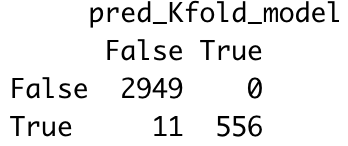 pred_Kfold_model
False True
False 2949 0
True 11 556